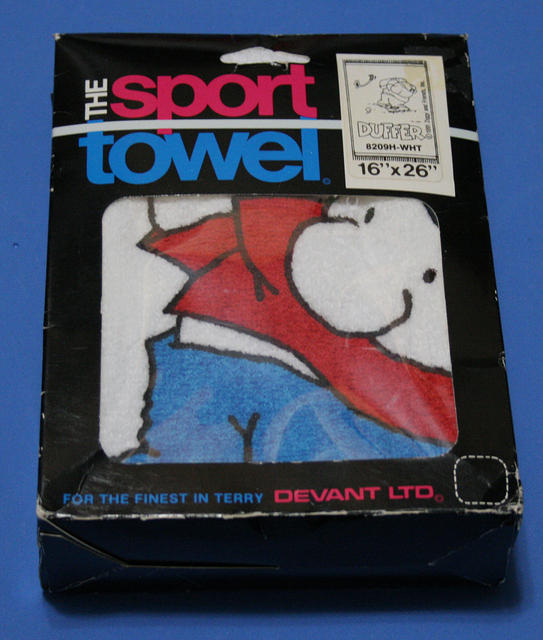 THE
sport
towel
DUFFER
8209H-WHT
16"x26"
FOR THE FINEST IN TERRY DEVANT LTD.